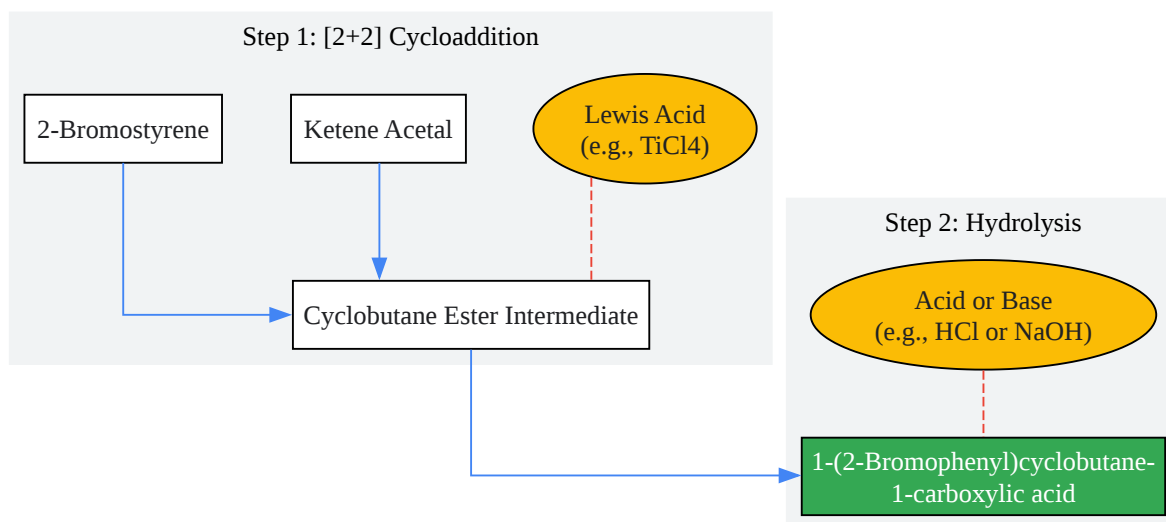 Step 1: [2+2] Cycloaddition
2-Bromostyrene
Ketene Acetal
Lewis Acid
(e.g., TiCl4)
Cyclobutane Ester Intermediate
Step 2: Hydrolysis
Acid or Base
(e.g., HCl or NaOH)
1-(2-Bromophenyl)cyclobutane-
1-carboxylic acid